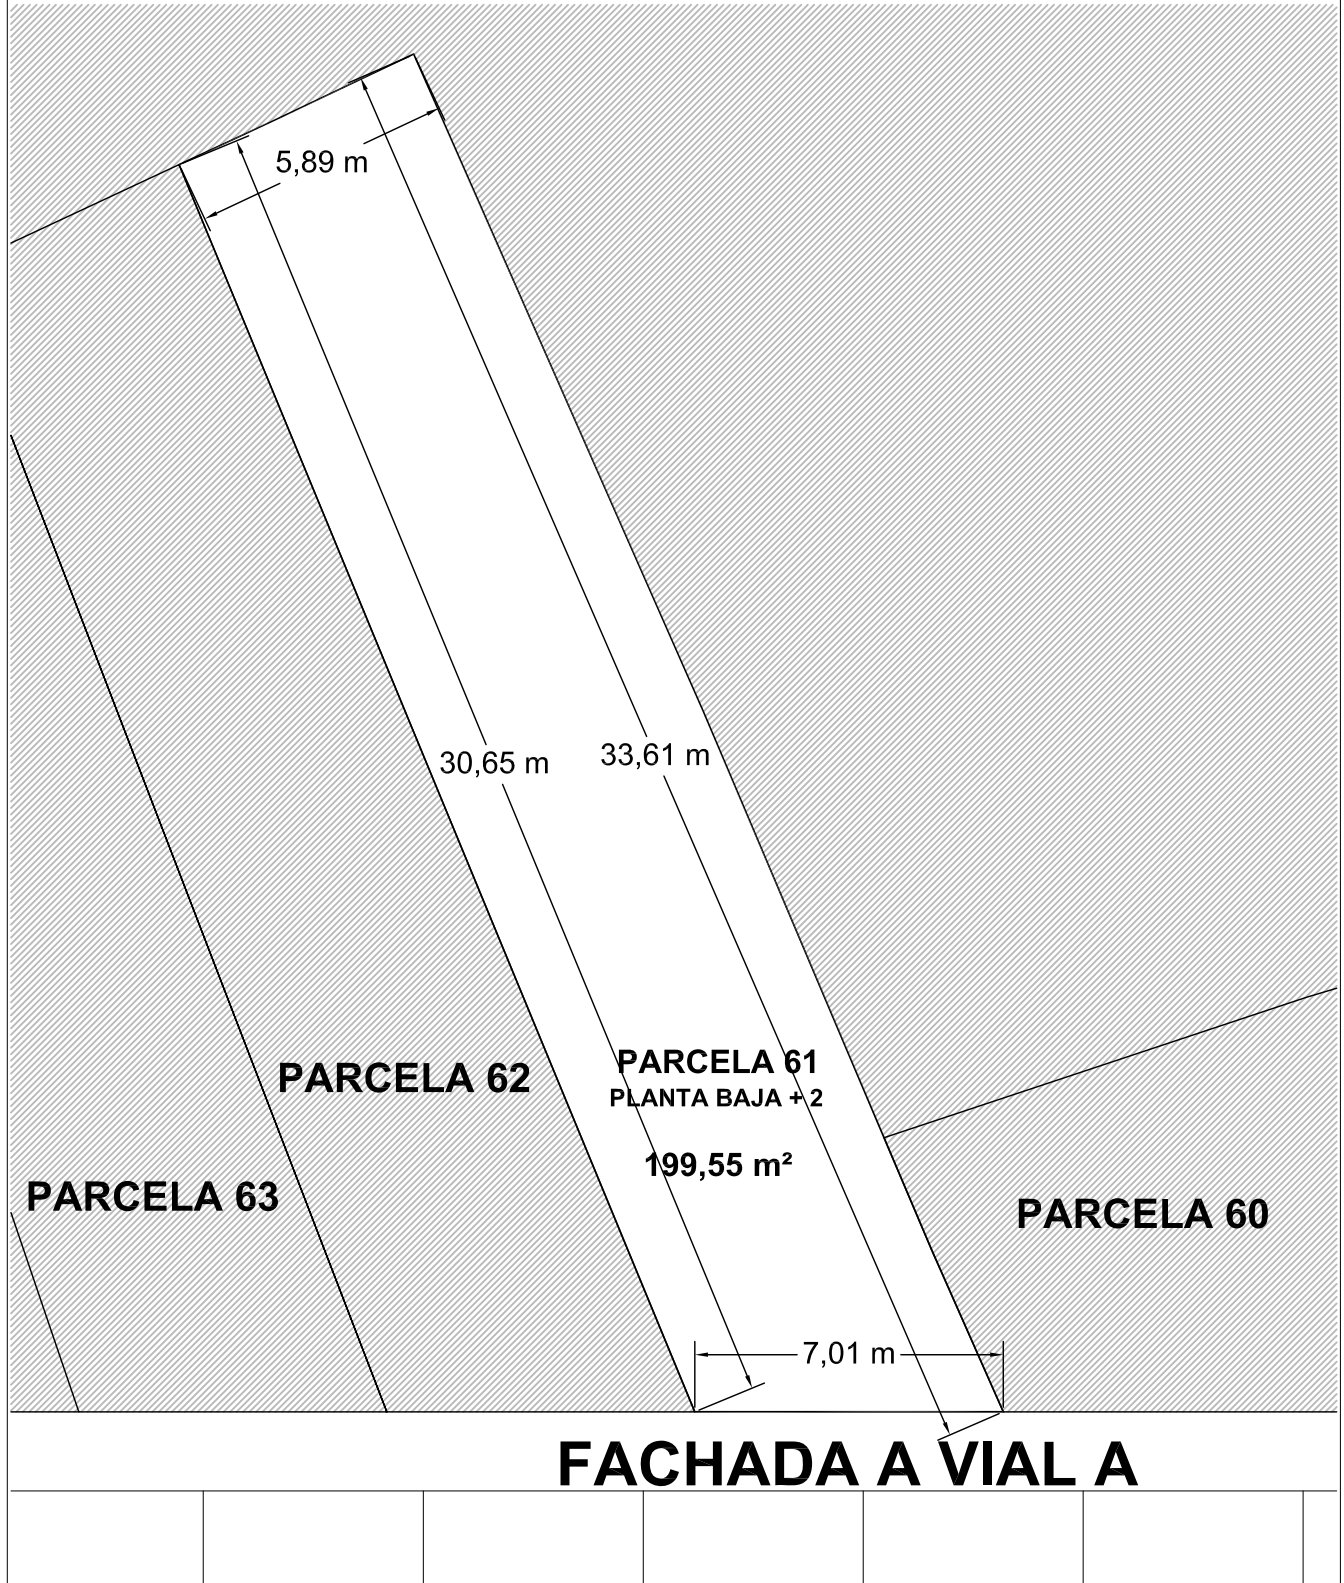 5,89 m
30,65 m
33,61 m
PARCELA 61
PLANTA BAJA + 2
199,55 m²
PARCELA 62
PARCELA 63
PARCELA 60
7,01 m
FACHADA A VIAL A